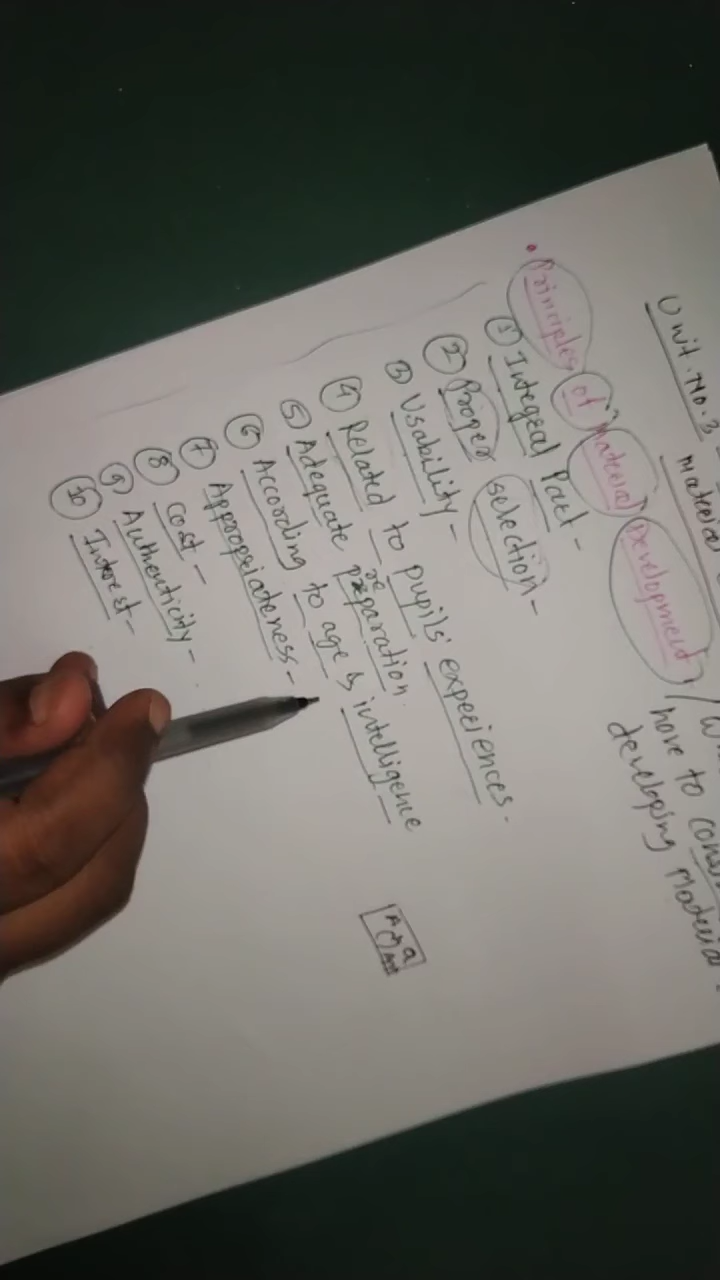 Unit. No. 3
Material
• Principles of Material Development /
have to
developing Material.
① Integral Part -
② Proper selection -
③ Usability -
④ Related to pupils' experiences.
⑤ Adequate preparation.
⑥ According to age & intelligence
⑦ Appropriateness -
⑧ Cost -
⑨ Authenticity -
⑩ Interest -